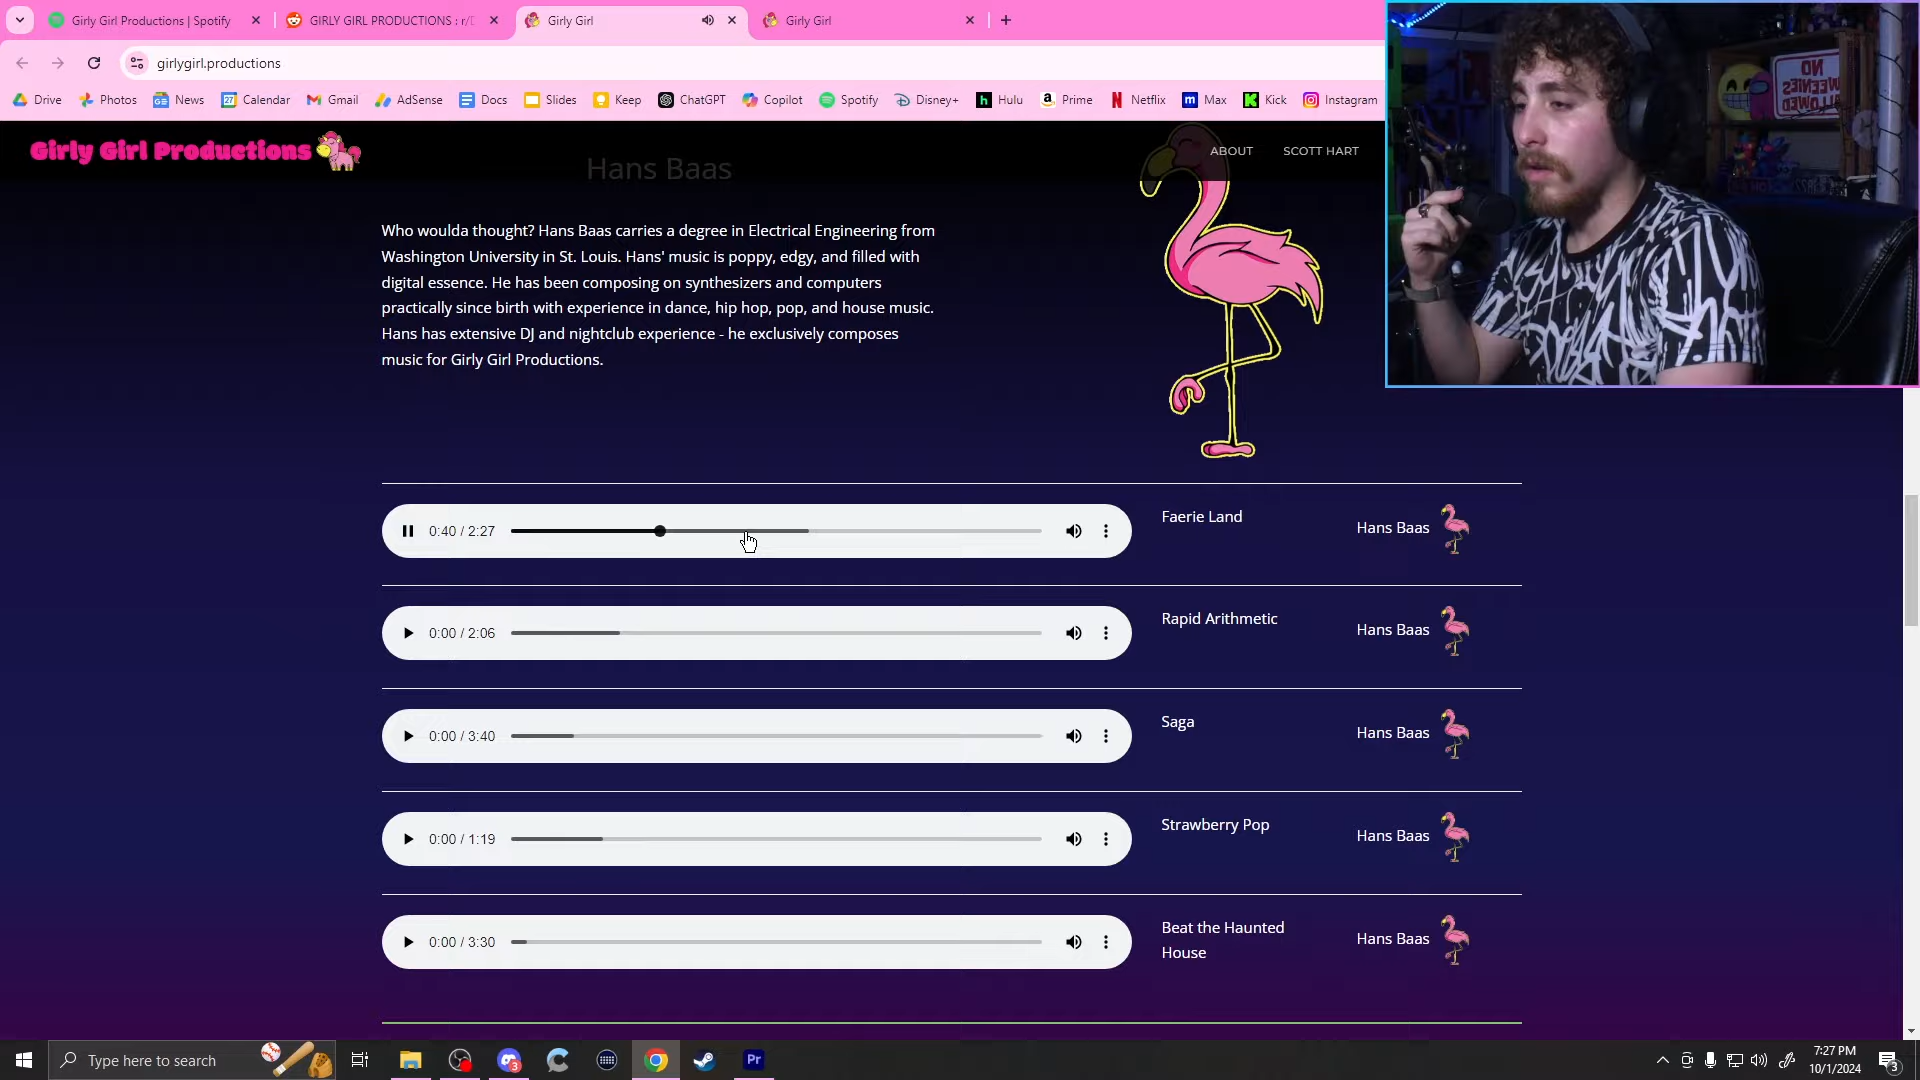 Girly Girl Productions | Spotify
GIRLY GIRL PRODUCTIONS : r/
Girly Girl
Girly Girl
girlygirl.productions
Drive
Photos
News
Calendar
Gmail
AdSense
Docs
Slides
Keep
ChatGPT
Copilot
Spotify
Disney+
Hulu
Prime
Netflix
Max
Kick
Instagram
NO
WEENIES
ALLOWED
Girly Girl Productions
ABOUT
SCOTT HART
Hans Baas
Who woulda thought? Hans Baas carries a degree in Electrical Engineering from
Washington University in St. Louis. Hans' music is poppy, edgy, and filled with
digital essence. He has been composing on synthesizers and computers
practically since birth with experience in dance, hip hop, pop, and house music.
Hans has extensive DJ and nightclub experience - he exclusively composes
music for Girly Girl Productions.
0:40 / 2:27
Faerie Land
Hans Baas
0:00 / 2:06
Rapid Arithmetic
Hans Baas
0:00 / 3:40
Saga
Hans Baas
0:00 / 1:19
Strawberry Pop
Hans Baas
0:00 / 3:30
Beat the Haunted
House
Hans Baas
Type here to search
3
Pr
7:27 PM
10/1/2024
3